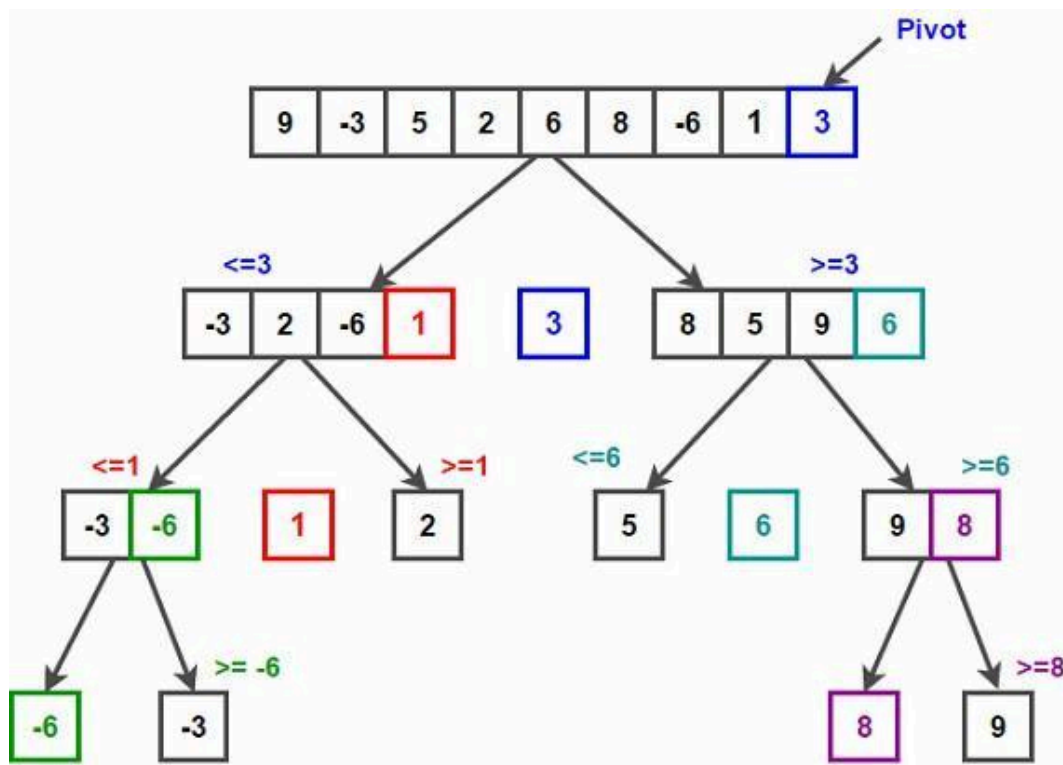 Pivot
9 -3 5 2 6 8 -6 1 3
<=3 >=3
-3 2 -6 1 3 8 5 9 6
<=1 >=1 <=6 >=6
-3 -6 1 2 5 6 9 8
>= -6 >=8
-6 -3 8 9